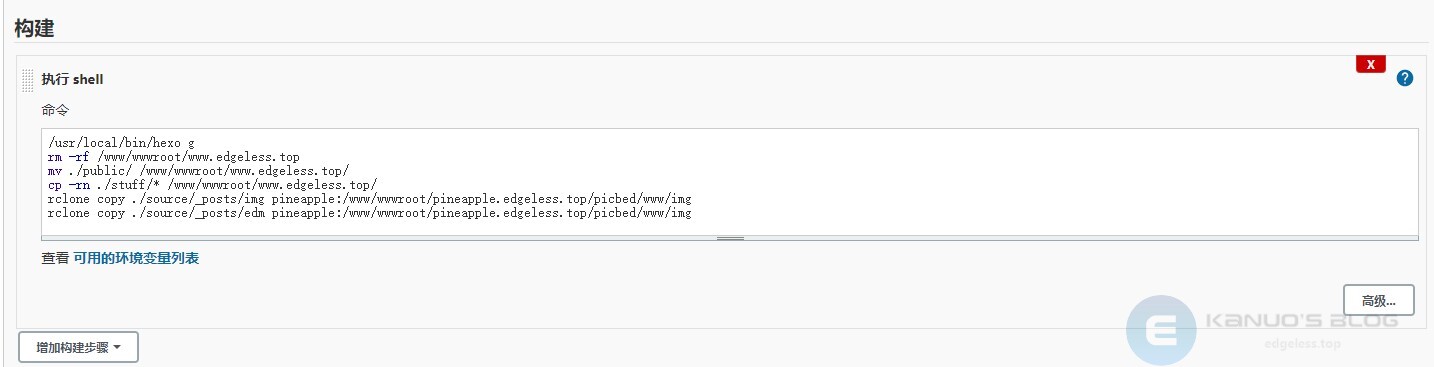 构建
执行 shell
X
?
命令
/usr/local/bin/hexo g
rm -rf /www/wwwroot/www.edgeless.top
mv ./public/ /www/wwwroot/www.edgeless.top/
cp -rn ./stuff/* /www/wwwroot/www.edgeless.top/
rclone copy ./source/_posts/img pineapple:/www/wwwroot/pineapple.edgeless.top/picbed/www/img
rclone copy ./source/_posts/edm pineapple:/www/wwwroot/pineapple.edgeless.top/picbed/www/img
查看 可用的环境变量列表
高级...
KANUO'S BLOG
edgeless.top
增加构建步骤